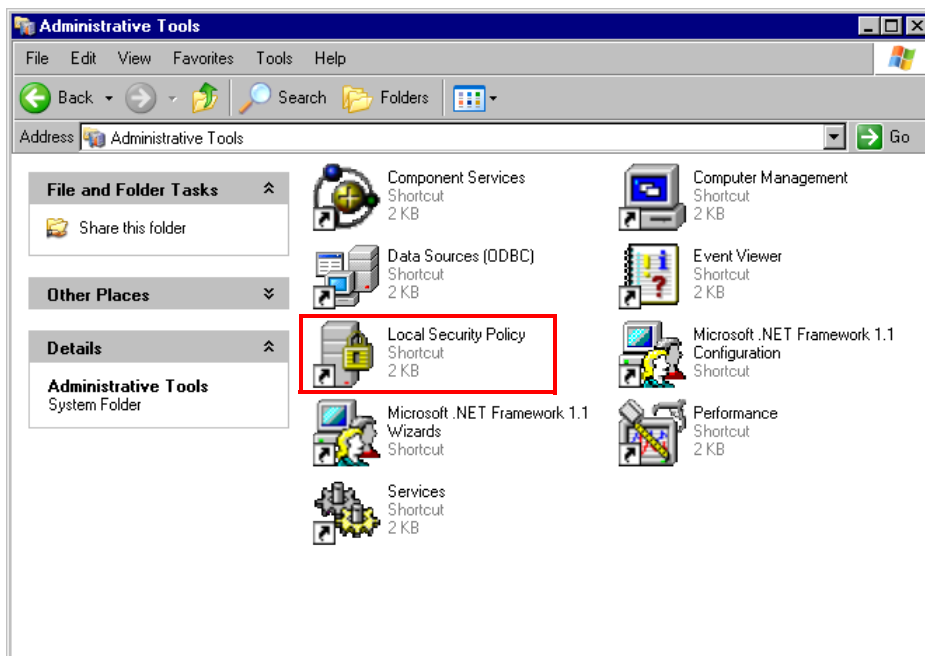 Administrative Tools
File Edit View Favorites Tools Help
Back Search Folders
Address Administrative Tools Go
File and Folder Tasks
Share this folder
Other Places
Details
Administrative Tools
System Folder
Component Services
Shortcut
2 KB
Computer Management
Shortcut
2 KB
Data Sources (ODBC)
Shortcut
2 KB
Event Viewer
Shortcut
2 KB
Local Security Policy
Shortcut
2 KB
Microsoft .NET Framework 1.1
Configuration
Shortcut
Microsoft .NET Framework 1.1
Wizards
Shortcut
Performance
Shortcut
2 KB
Services
Shortcut
2 KB